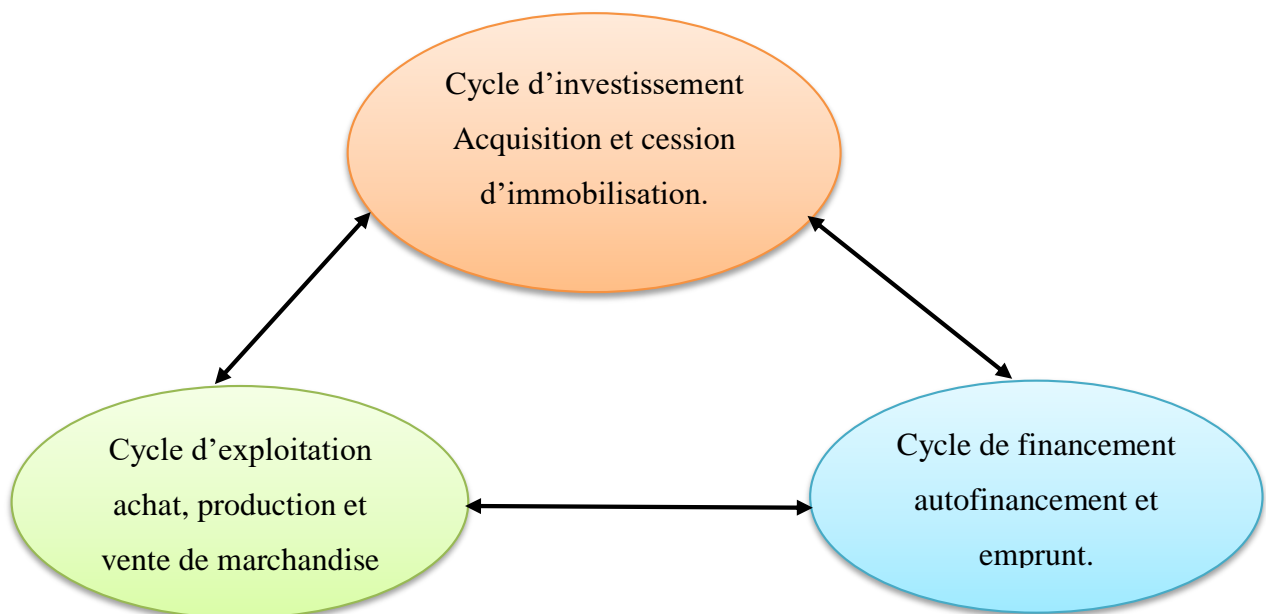 Cycle d’investissement
Acquisition et cession
d’immobilisation.
Cycle d’exploitation
achat, production et
vente de marchandise
Cycle de financement
autofinancement et
emprunt.